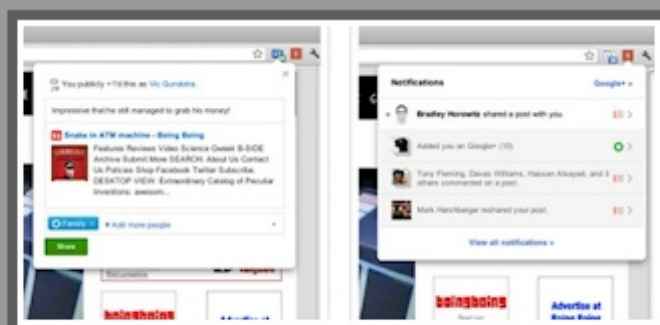 You publicly +1'd this as Vic Gundotra.
Impressive that he still managed to grab his money!
Snake in ATM machine - Boing Boing
Features Reviews Video Science Gweek B-SIDE
Archive Submit More SEARCH. About Us Contact
Us Policies Shop Facebook Twitter Subscribe.
DESKTOP VIEW. Extraordinary Catalog of Peculiar
Inventions: awesom...
Family
+ Add more people
Share
boingboing
Advertise at
Notifications
Google+ »
Bradley Horowitz shared a post with you.
Added you on Google+ (10)
Tony Fleming, Daves Williams, Hassan Alsayed, and 3
others commented on a post.
Mark Hershberger reshared your post.
View all notifications »
boingboing
Advertise at
Boing Boing